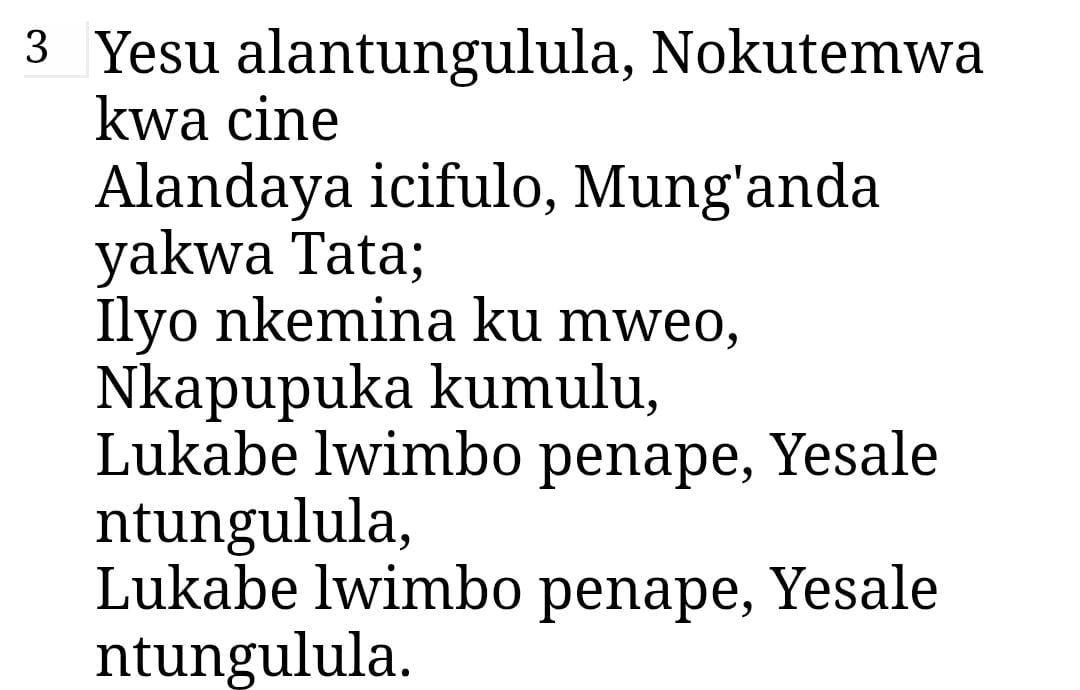 3 Yesu alantungulula, Nokutemwa
kwa cine
Alandaya icifulo, Mung'anda
yakwa Tata;
Ilyo nkemina ku mweo,
Nkapupuka kumulu,
Lukabe lwimbo penape, Yesale
ntungulula,
Lukabe lwimbo penape, Yesale
ntungulula.